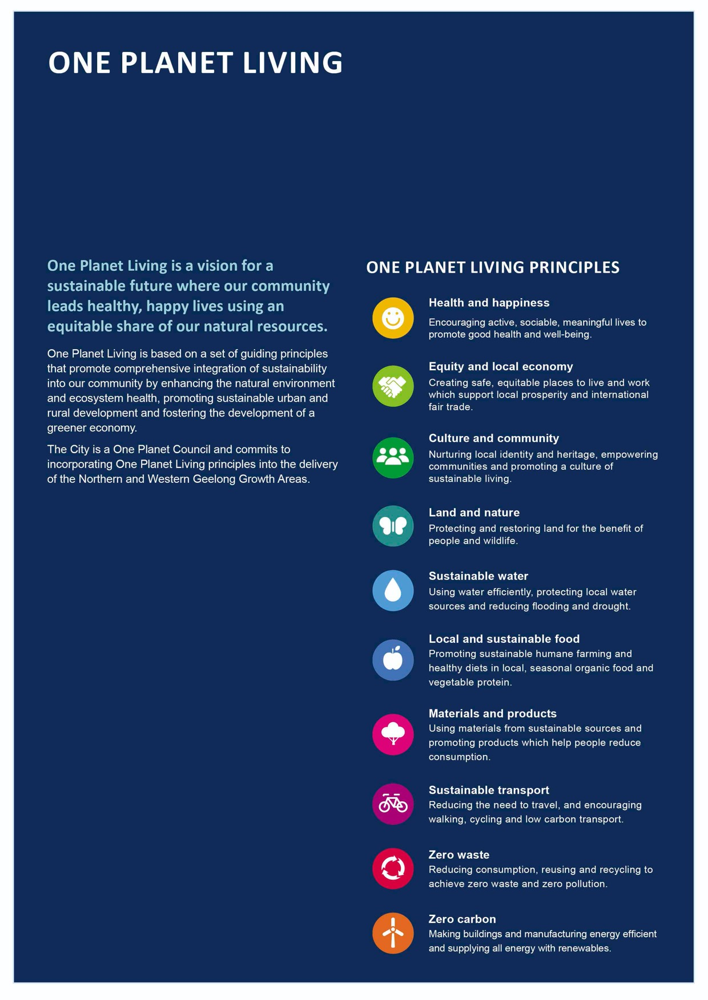 ONE PLANET LIVING
One Planet Living is a vision for a
sustainable future where our community
leads healthy, happy lives using an
equitable share of our natural resources.
One Planet Living is based on a set of guiding principles
that promote comprehensive integration of sustainability
into our community by enhancing the natural environment
and ecosystem health, promoting sustainable urban and
rural development and fostering the development of a
greener economy.
The City is a One Planet Council and commits to
incorporating One Planet Living principles into the delivery
of the Northern and Western Geelong Growth Areas.
ONE PLANET LIVING PRINCIPLES
Health and happiness
Encouraging active, sociable, meaningful lives to
promote good health and well-being.
Equity and local economy
Creating safe, equitable places to live and work
which support local prosperity and international
fair trade.
Culture and community
Nurturing local identity and heritage, empowering
communities and promoting a culture of
sustainable living.
Land and nature
Protecting and restoring land for the benefit of
people and wildlife.
Sustainable water
Using water efficiently, protecting local water
sources and reducing flooding and drought.
Local and sustainable food
Promoting sustainable humane farming and
healthy diets in local, seasonal organic food and
vegetable protein.
Materials and products
Using materials from sustainable sources and
promoting products which help people reduce
consumption.
Sustainable transport
Reducing the need to travel, and encouraging
walking, cycling and low carbon transport.
Zero waste
Reducing consumption, reusing and recycling to
achieve zero waste and zero pollution.
Zero carbon
Making buildings and manufacturing energy efficient
and supplying all energy with renewables.